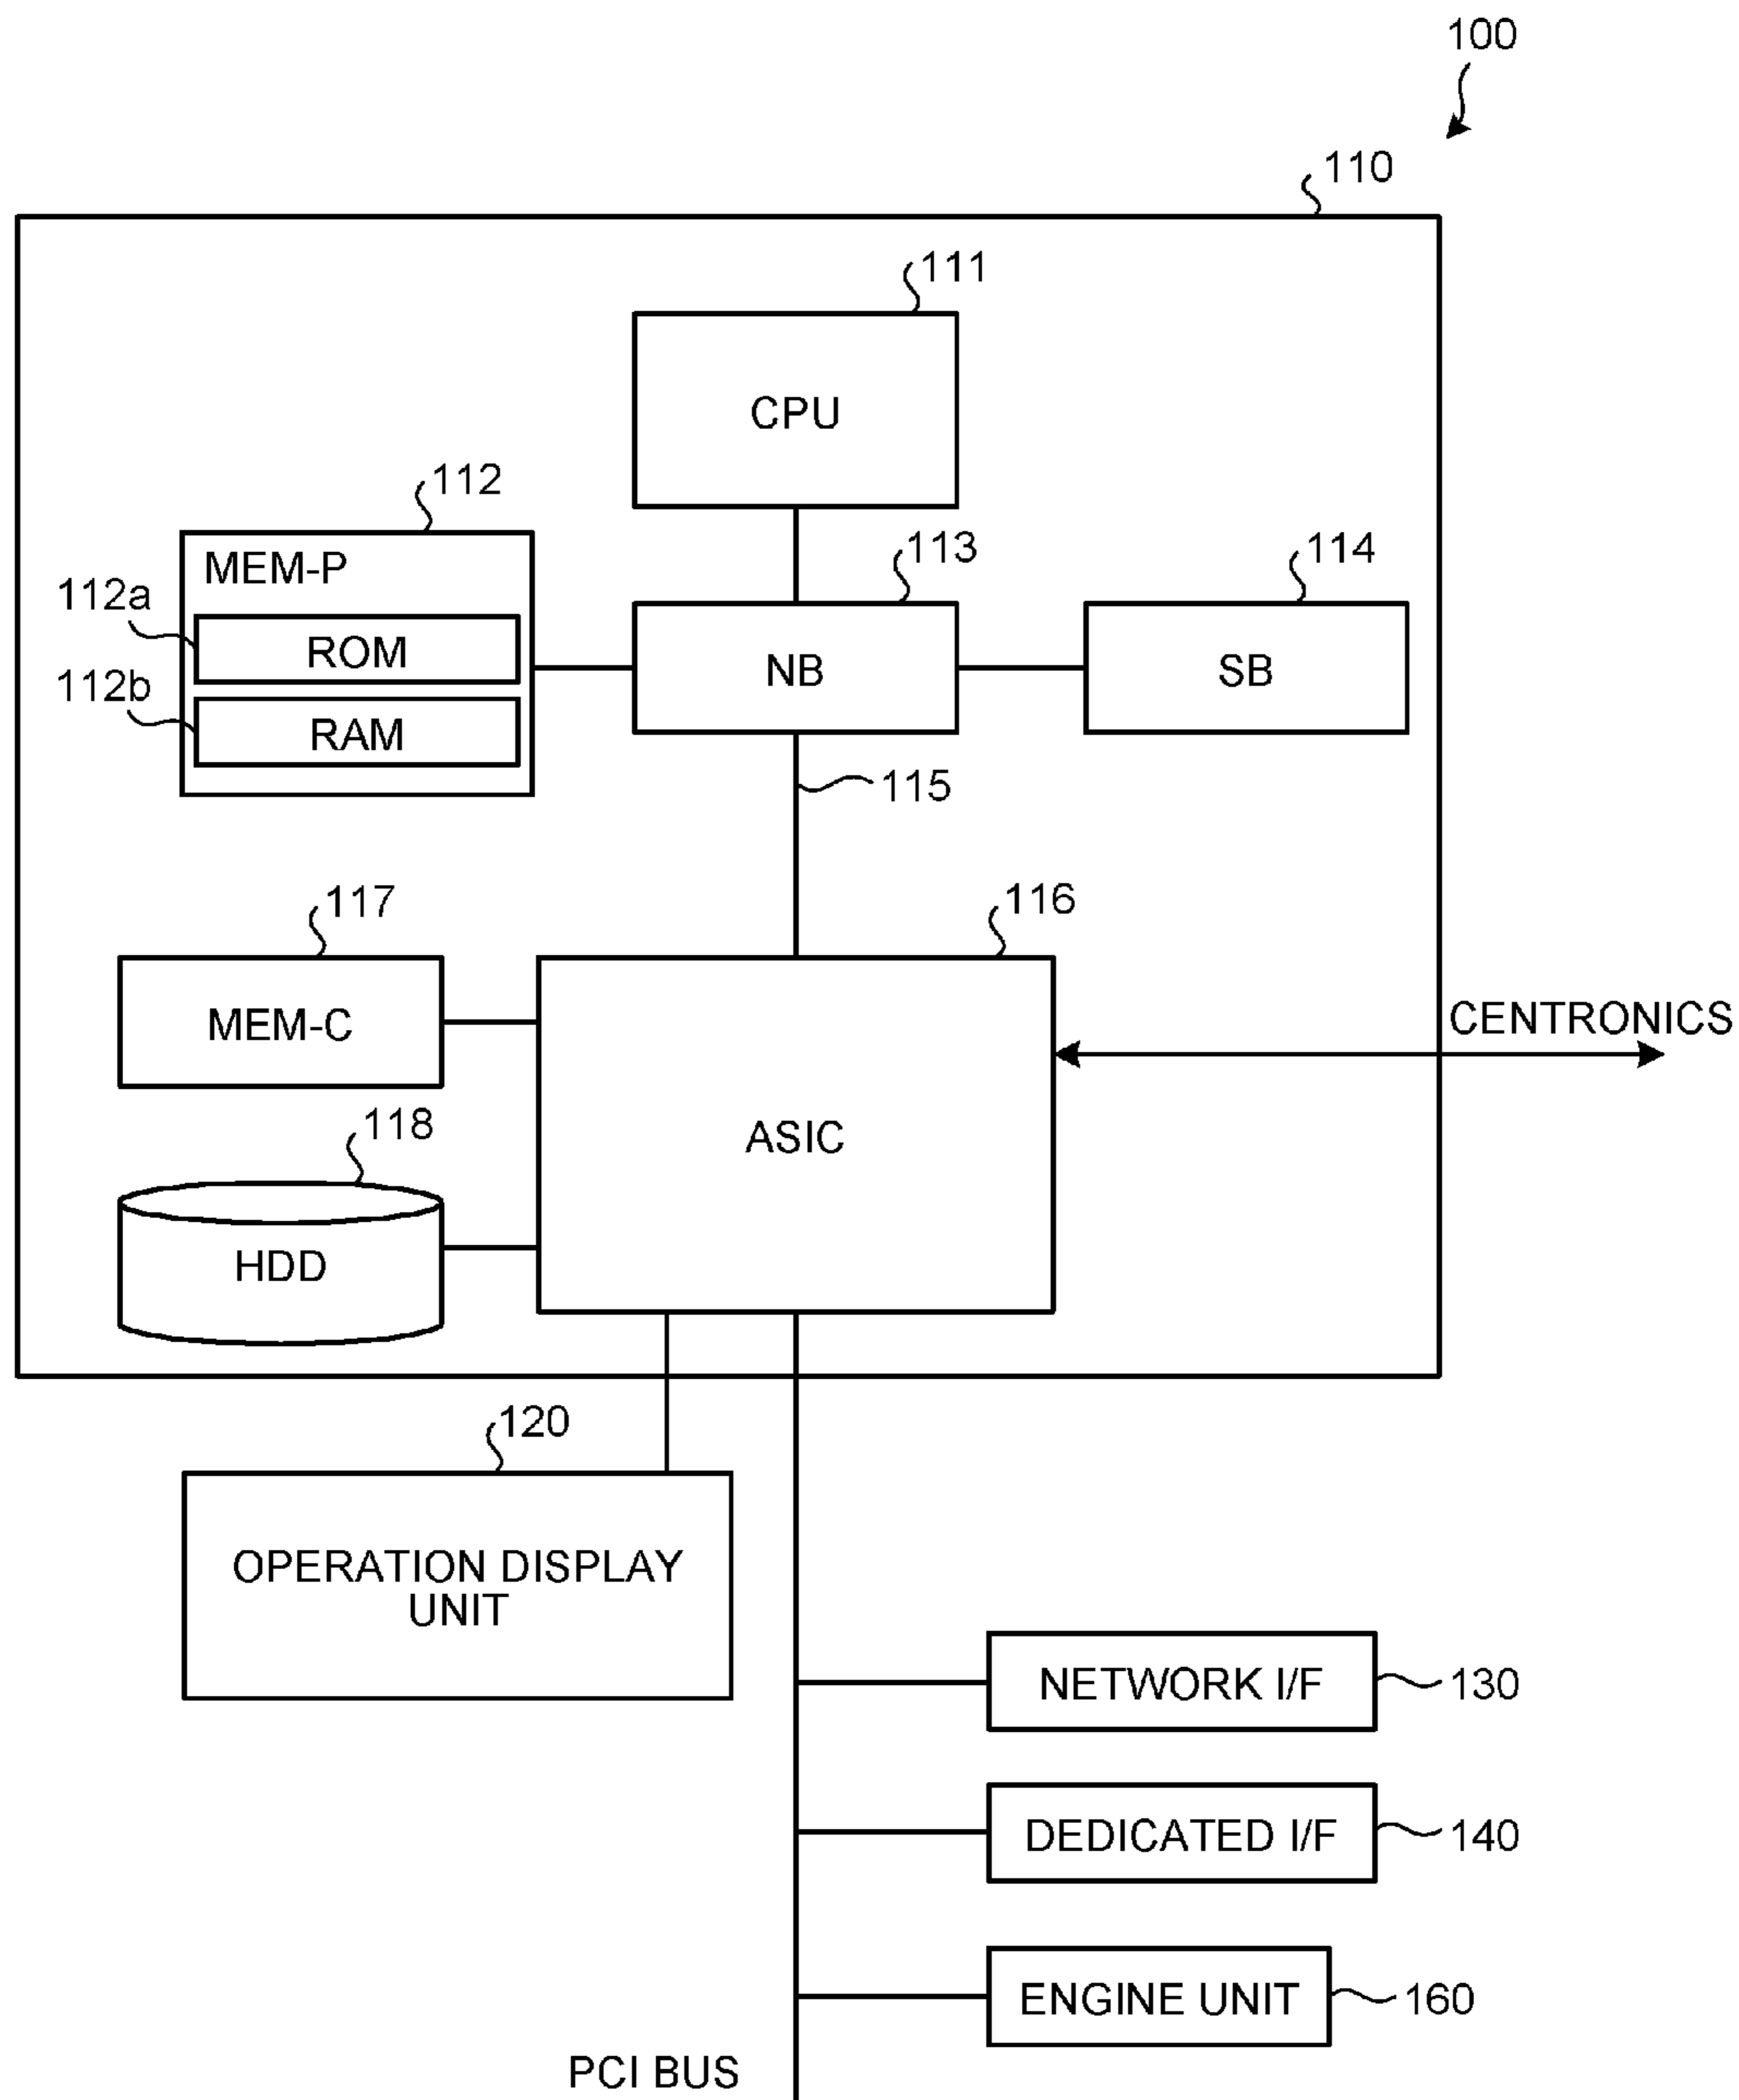 100
110
111
CPU
112
MEM-P
113
114
112a
ROM
NB
SB
112b
RAM
115
117
116
MEM-C
CENTRONICS
118
ASIC
HDD
120
OPERATION DISPLAY
UNIT
NETWORK I/F
130
DEDICATED I/F
140
ENGINE UNIT
160
PCI BUS